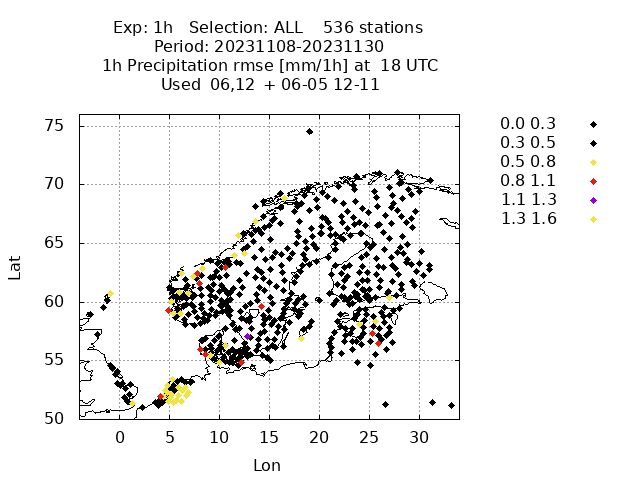 Exp: 1h Selection: ALL 536 stations
Period: 20231108-20231130
1h Precipitation rmse [mm/1h] at 18 UTC
Used 06,12 + 06-05 12-11
75
70
65
60
55
50
Lat
0 5 10 15 20 25 30
Lon
0.0 0.3
0.3 0.5
0.5 0.8
0.8 1.1
1.1 1.3
1.3 1.6